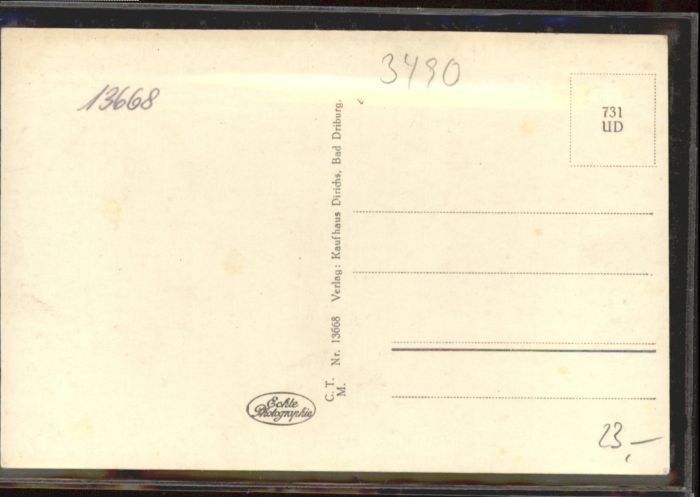 3490
13668
731
UD
C. T. M. Nr. 13668 Verlag: Kaufhaus Dirichs, Bad Driburg.
Echte
Photographie
23,—